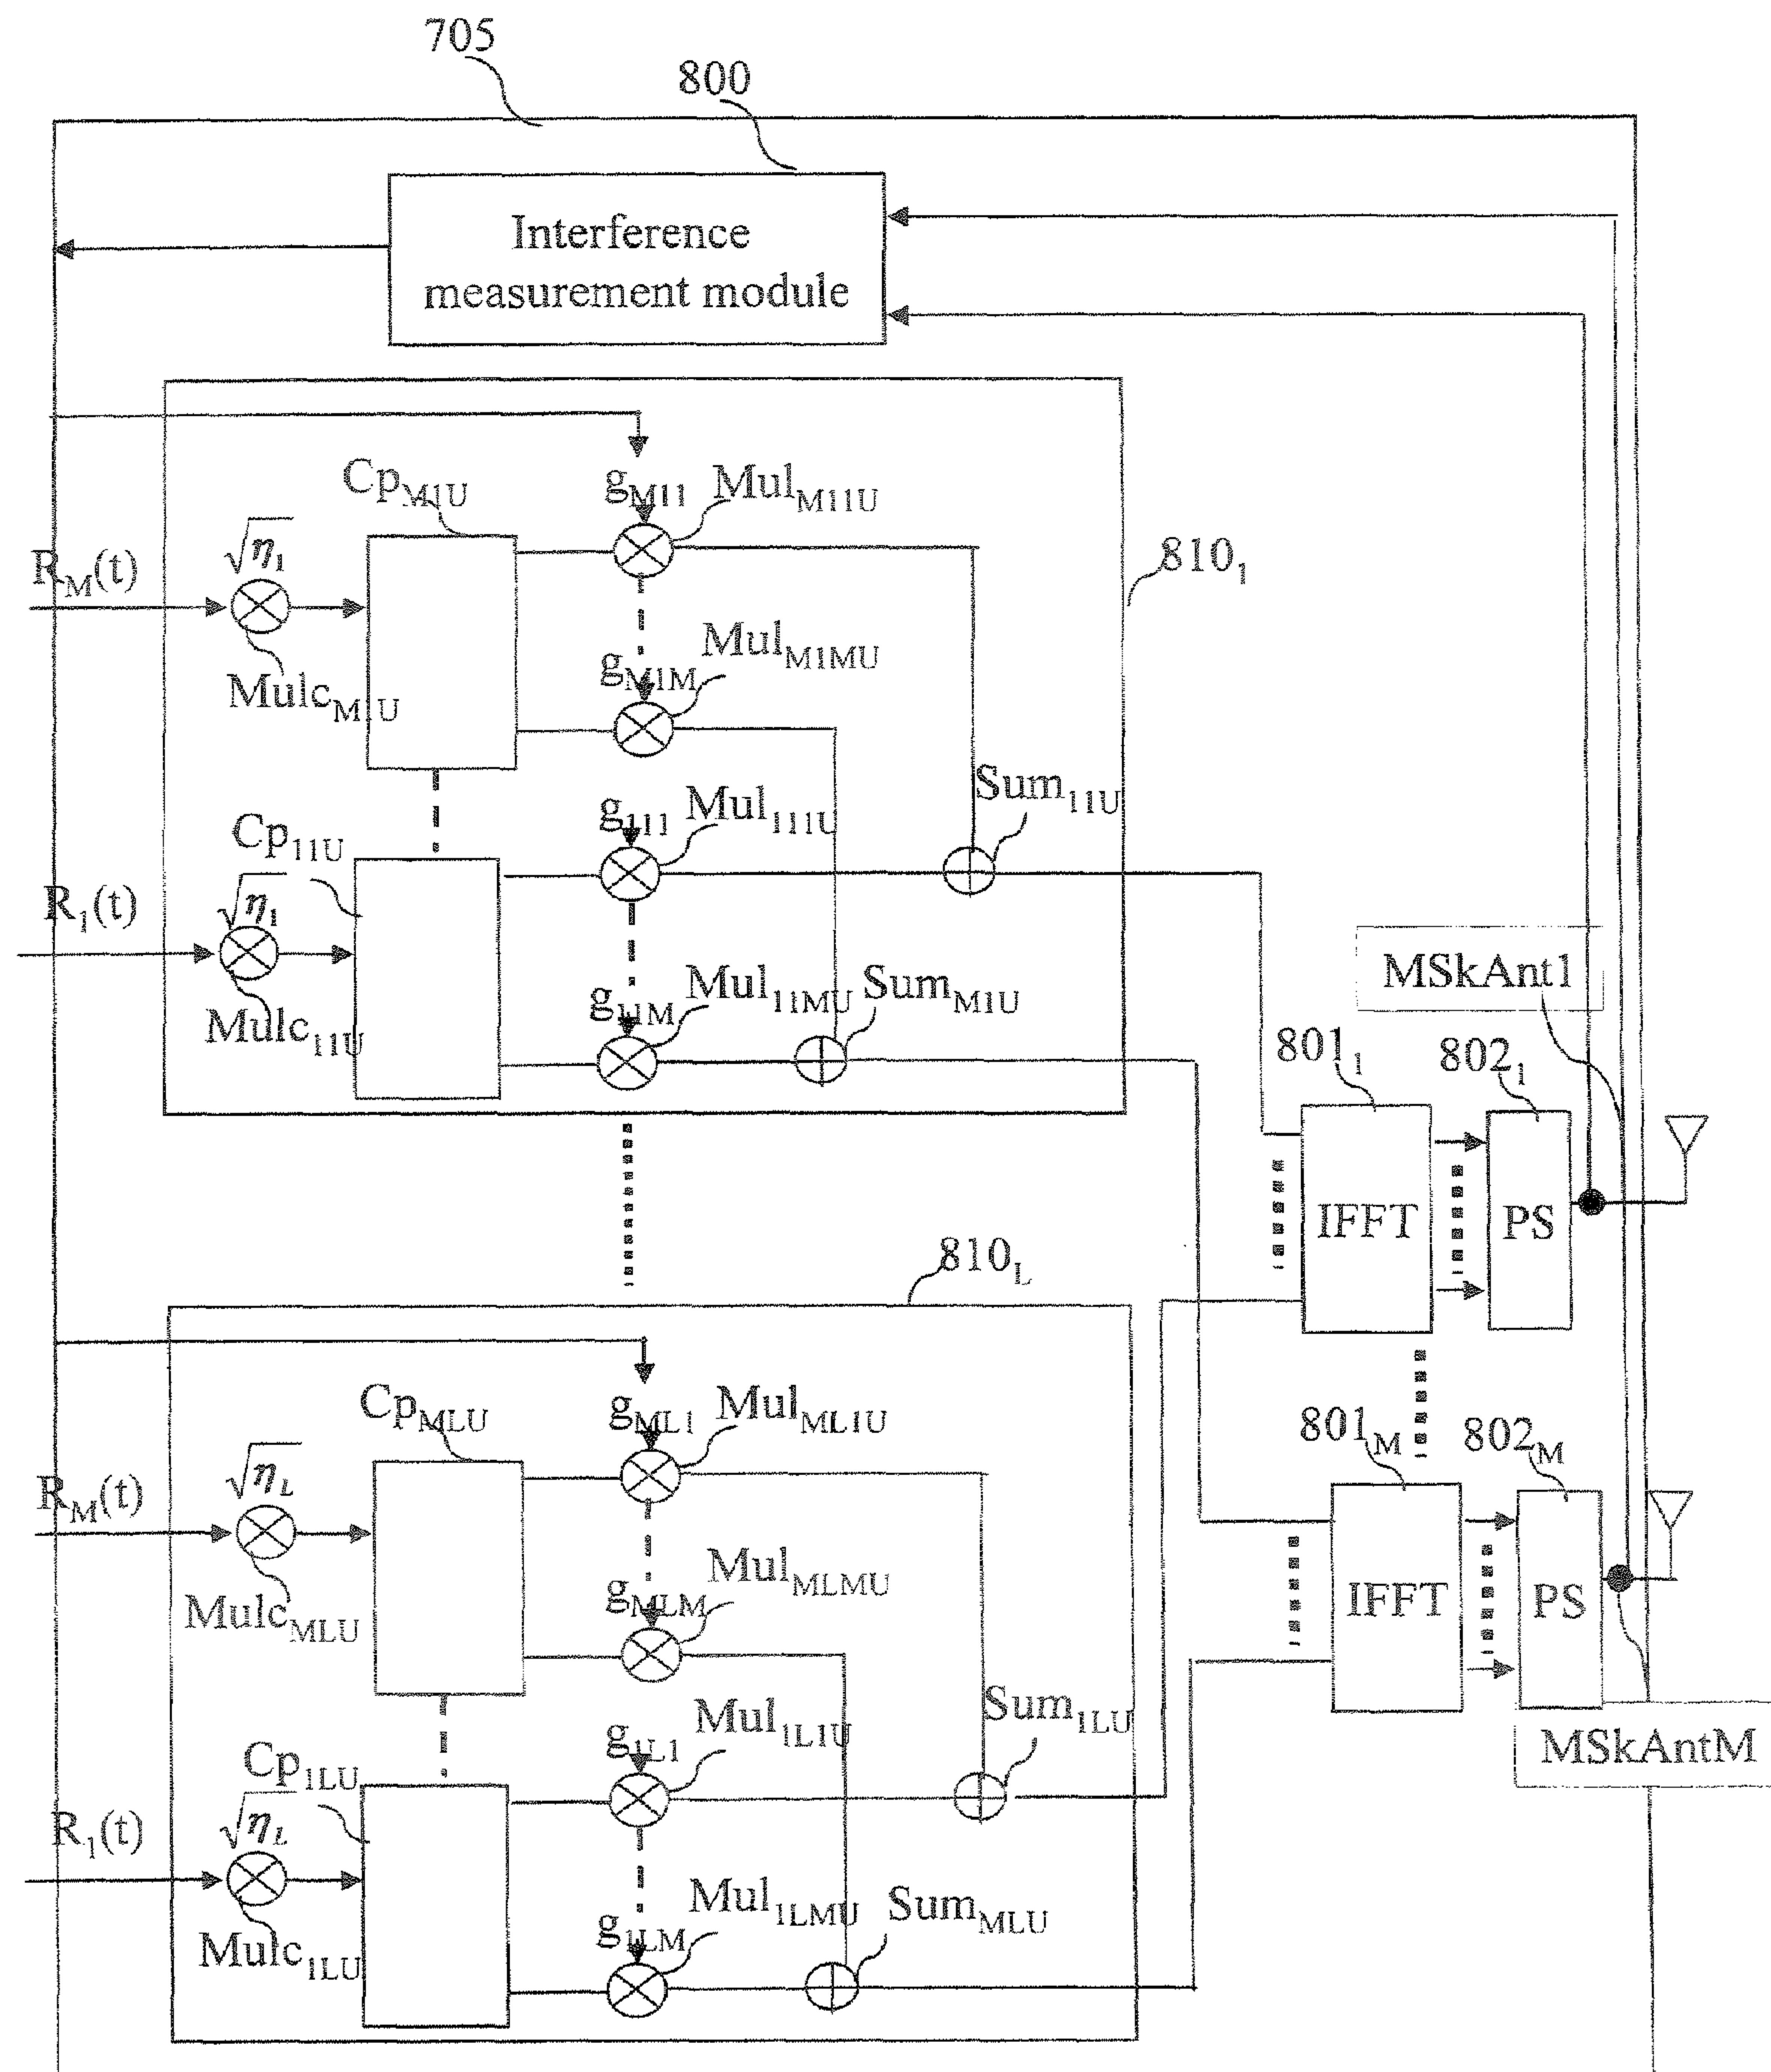 705
800
Interference
measurement module
Cp_M1U
g_M11
Mul_M11U
√η_1
R_M(t)
810_1
Mulc_M1U
g_M1M
Mul_M1MU
Sum_11U
Cp_11U
g_111
Mul_111U
√η_1
R_1(t)
MSkAnt1
Mulc_11U
g_11M
Mul_11MU
Sum_M1U
801_1
802_1
IFFT
PS
810_L
Cp_MLU
g_ML1
Mul_ML1U
801_M
802_M
√η_L
R_M(t)
Mulc_MLU
g_MLM
Mul_MLMU
IFFT
PS
Sum_1LU
Cp_1LU
g_1L1
Mul_1L1U
MSkAntM
√η_L
R_1(t)
Mulc_1LU
g_1LM
Mul_1LMU
Sum_MLU